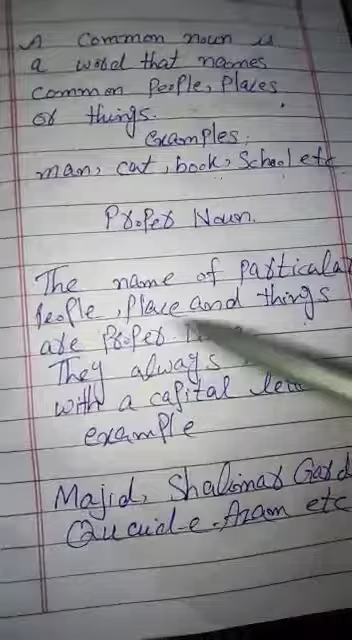 A Common noun is
a word that names
common People, Places
or things.
examples.
man, cat, book, School etc
Proper Noun.
The name of particula
People, Place and things
are Proper
They always
with a capital
example
Majid, Shalimar Gard
Quaid-e-Azam etc